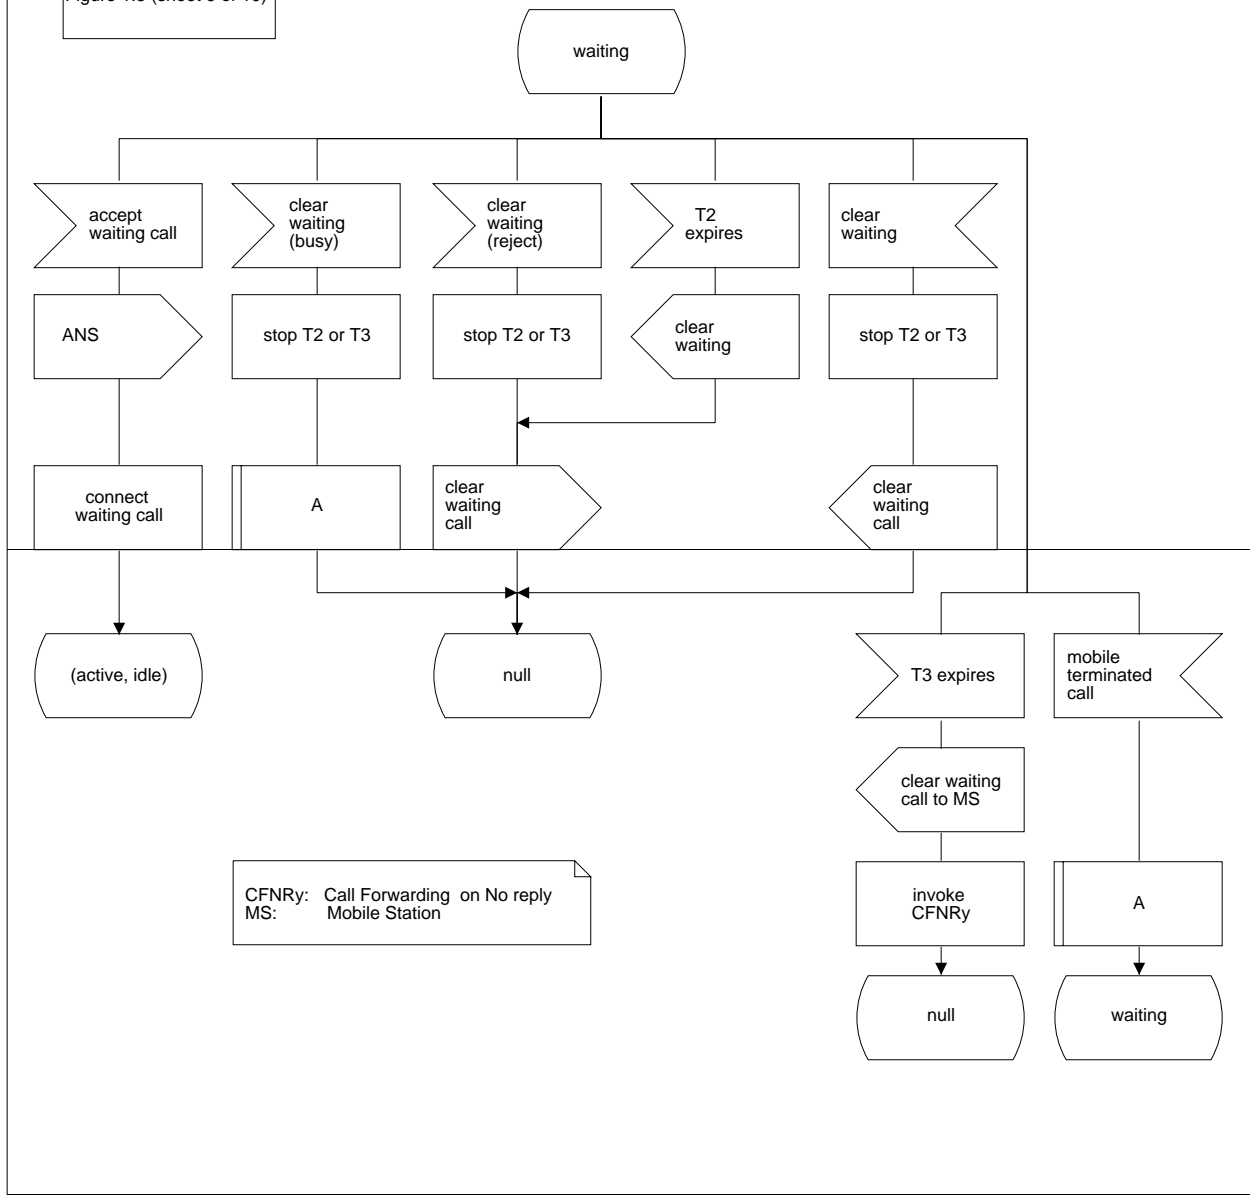 waiting
accept
waiting call
clear
waiting
(busy)
clear
waiting
(reject)
T2
expires
clear
waiting
ANS
stop T2 or T3
stop T2 or T3
clear
waiting
stop T2 or T3
connect
waiting call
A
clear
waiting
call
clear
waiting
call
(active, idle)
null
T3 expires
mobile
terminated
call
clear waiting
call to MS
CFNRy: Call Forwarding on No reply
MS: Mobile Station
invoke
CFNRy
A
null
waiting